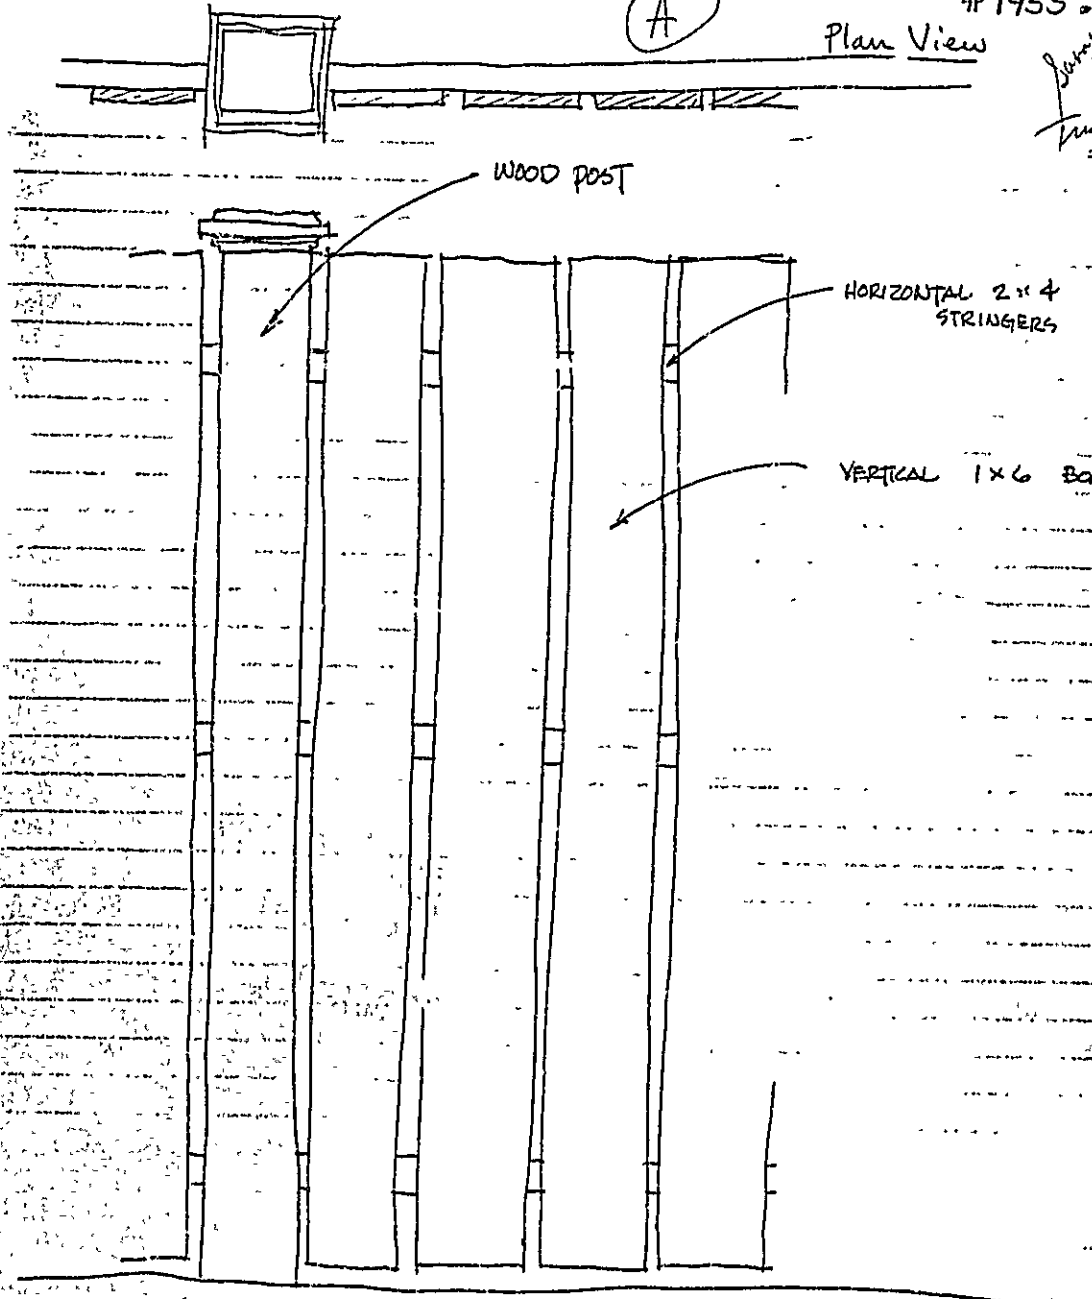 A
Plan View
WOOD POST
HORIZONTAL 2x4
STRINGERS
VERTICAL 1x6